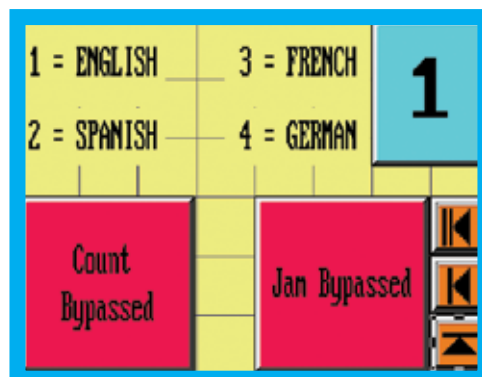 1 = ENGLISH
3 = FRENCH
1
2 = SPANISH
4 = GERMAN
Count
Bypassed
Jam Bypassed